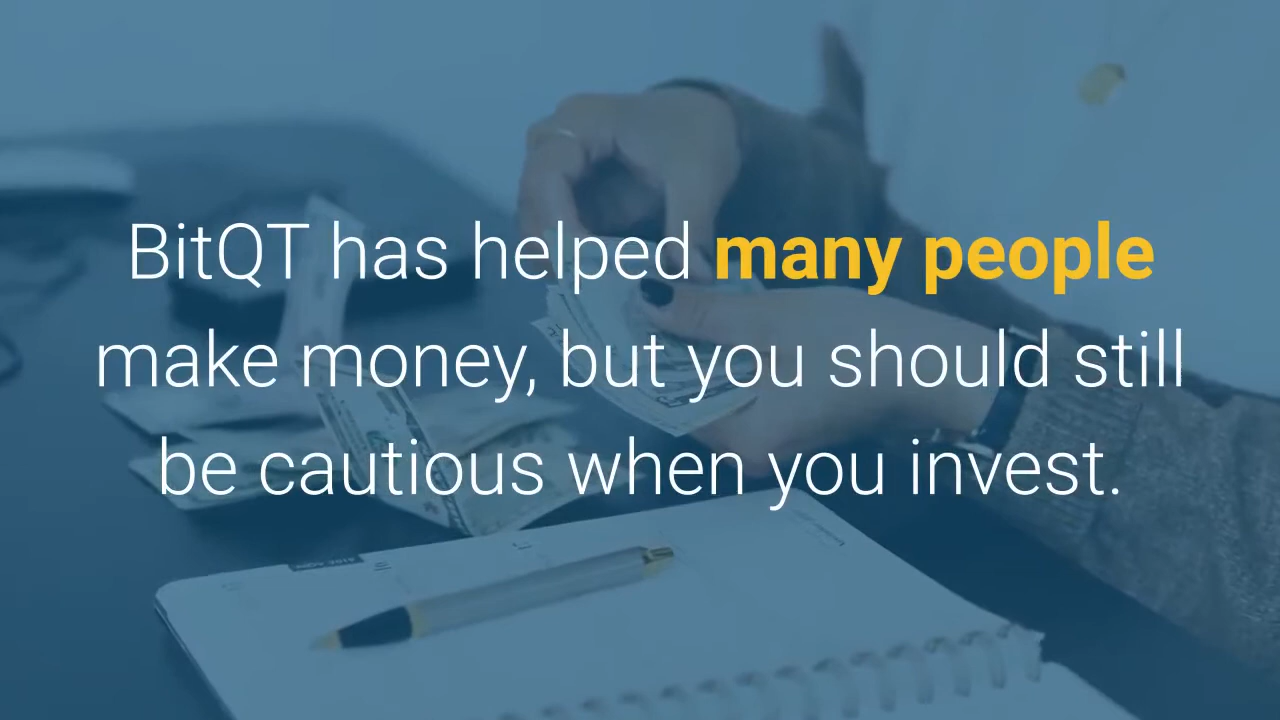 BitQT has helped many people
make money, but you should still
be cautious when you invest.